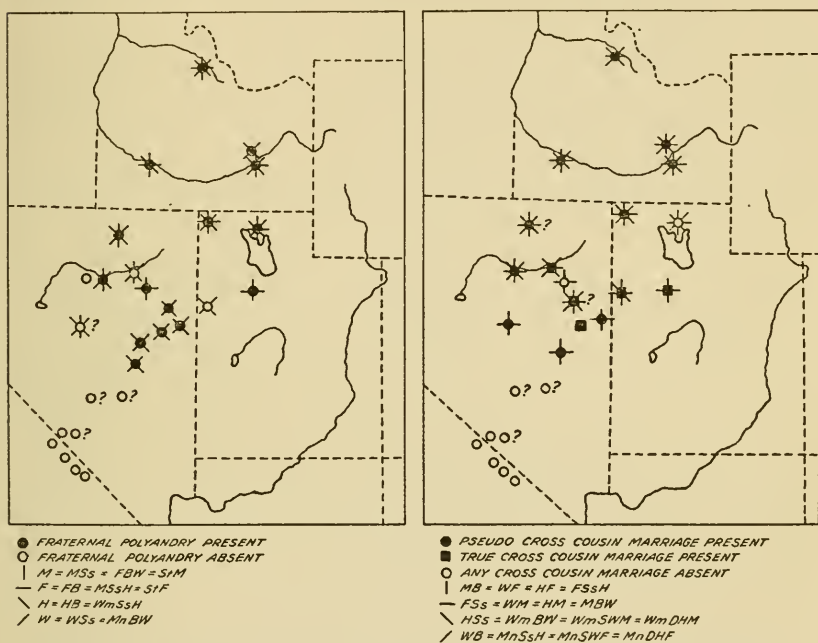 ● FRATERNAL POLYANDRY PRESENT
○ FRATERNAL POLYANDRY ABSENT
| M = MSs = FBW = StM
— F = FB = MSsH = StF
\ H = HB = WmSsH
/ W = WSs = MnBW
● PSEUDO CROSS COUSIN MARRIAGE PRESENT
■ TRUE CROSS COUSIN MARRIAGE PRESENT
○ ANY CROSS COUSIN MARRIAGE ABSENT
| MB = WF = HF = FSsH
— FSs = WM = HM = MBW
\ HSs = WmBW = WmSWM = WmDHM
/ WB = MnSsH = MnSWF = MnDHF
?
?
?
?
?
?
?
?
?